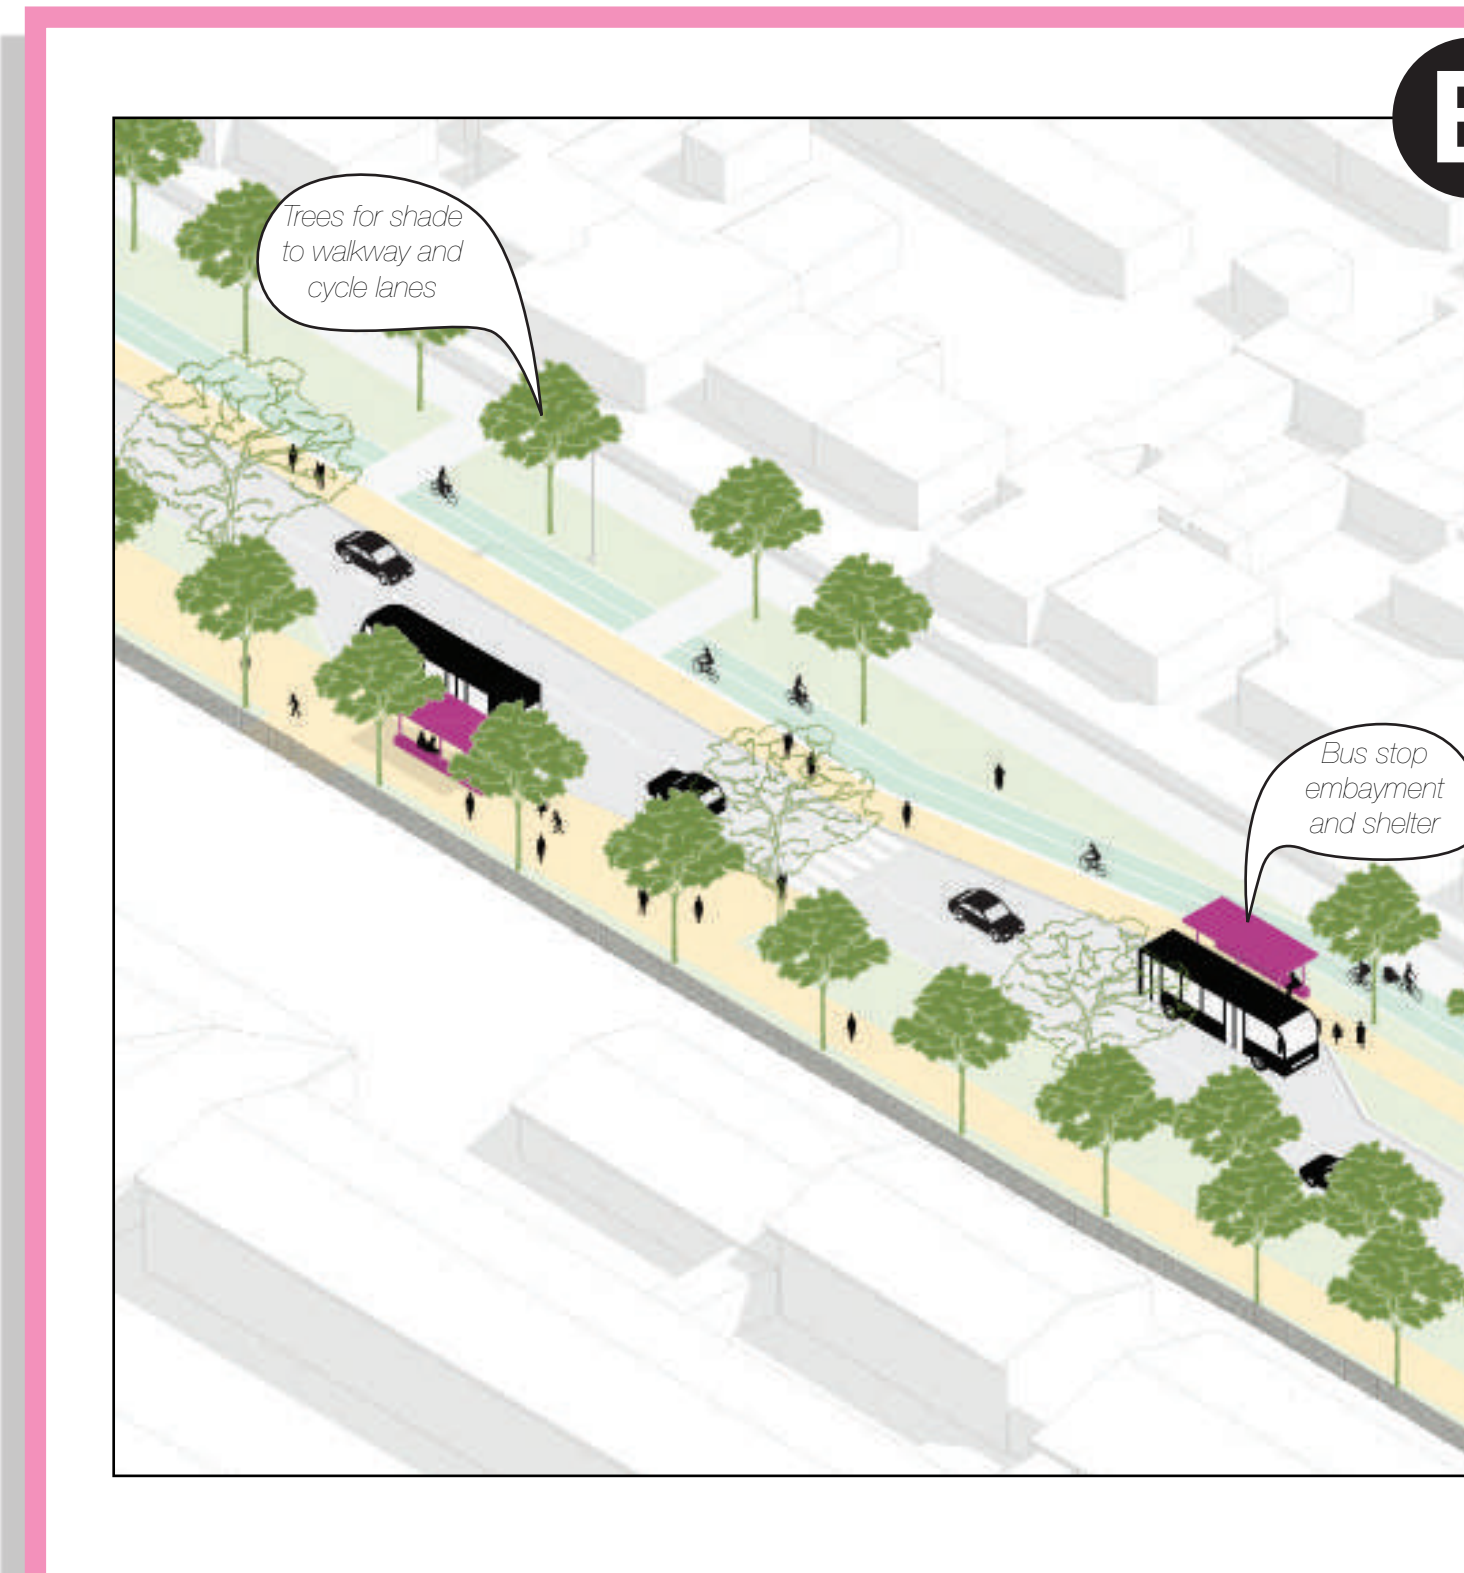 Trees for shade
to walkway and
cycle lanes
Bus stop
embayment
and shelter